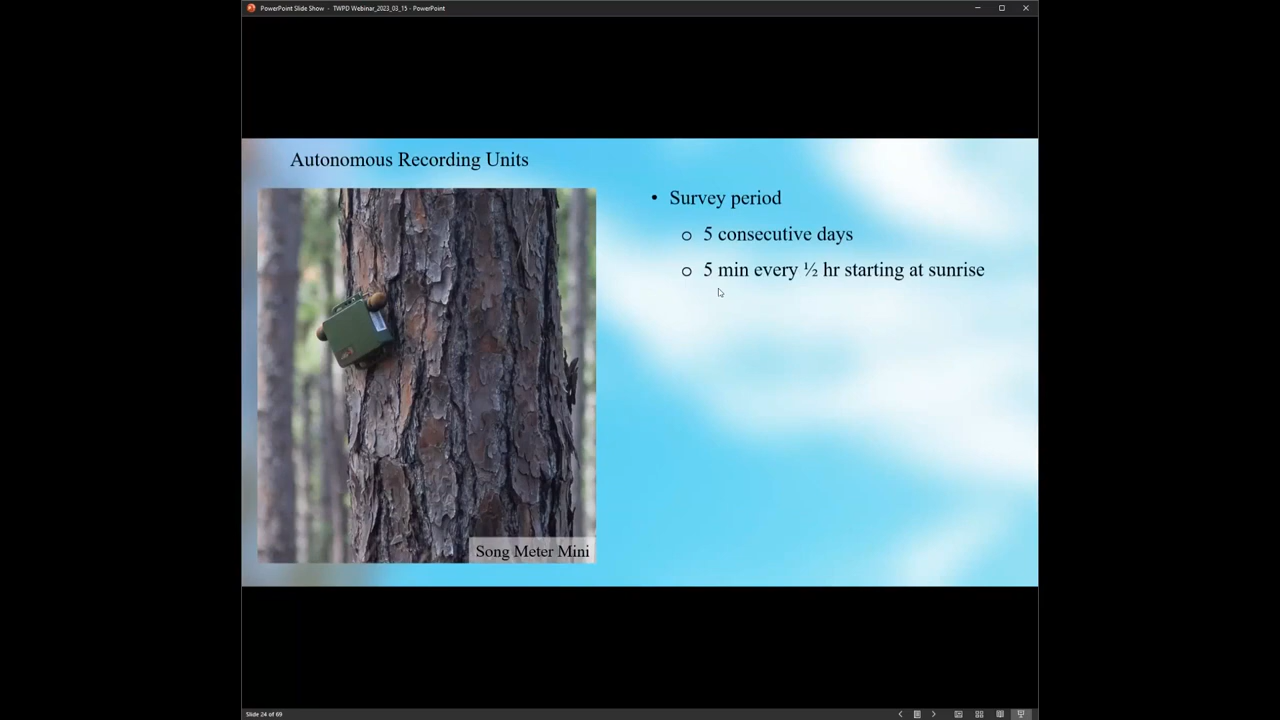 PowerPoint Slide Show - TWPD Webinar_2023_03_15 - PowerPoint
Autonomous Recording Units
• Survey period
o 5 consecutive days
o 5 min every ½ hr starting at sunrise
Song Meter Mini
Slide 24 of 69